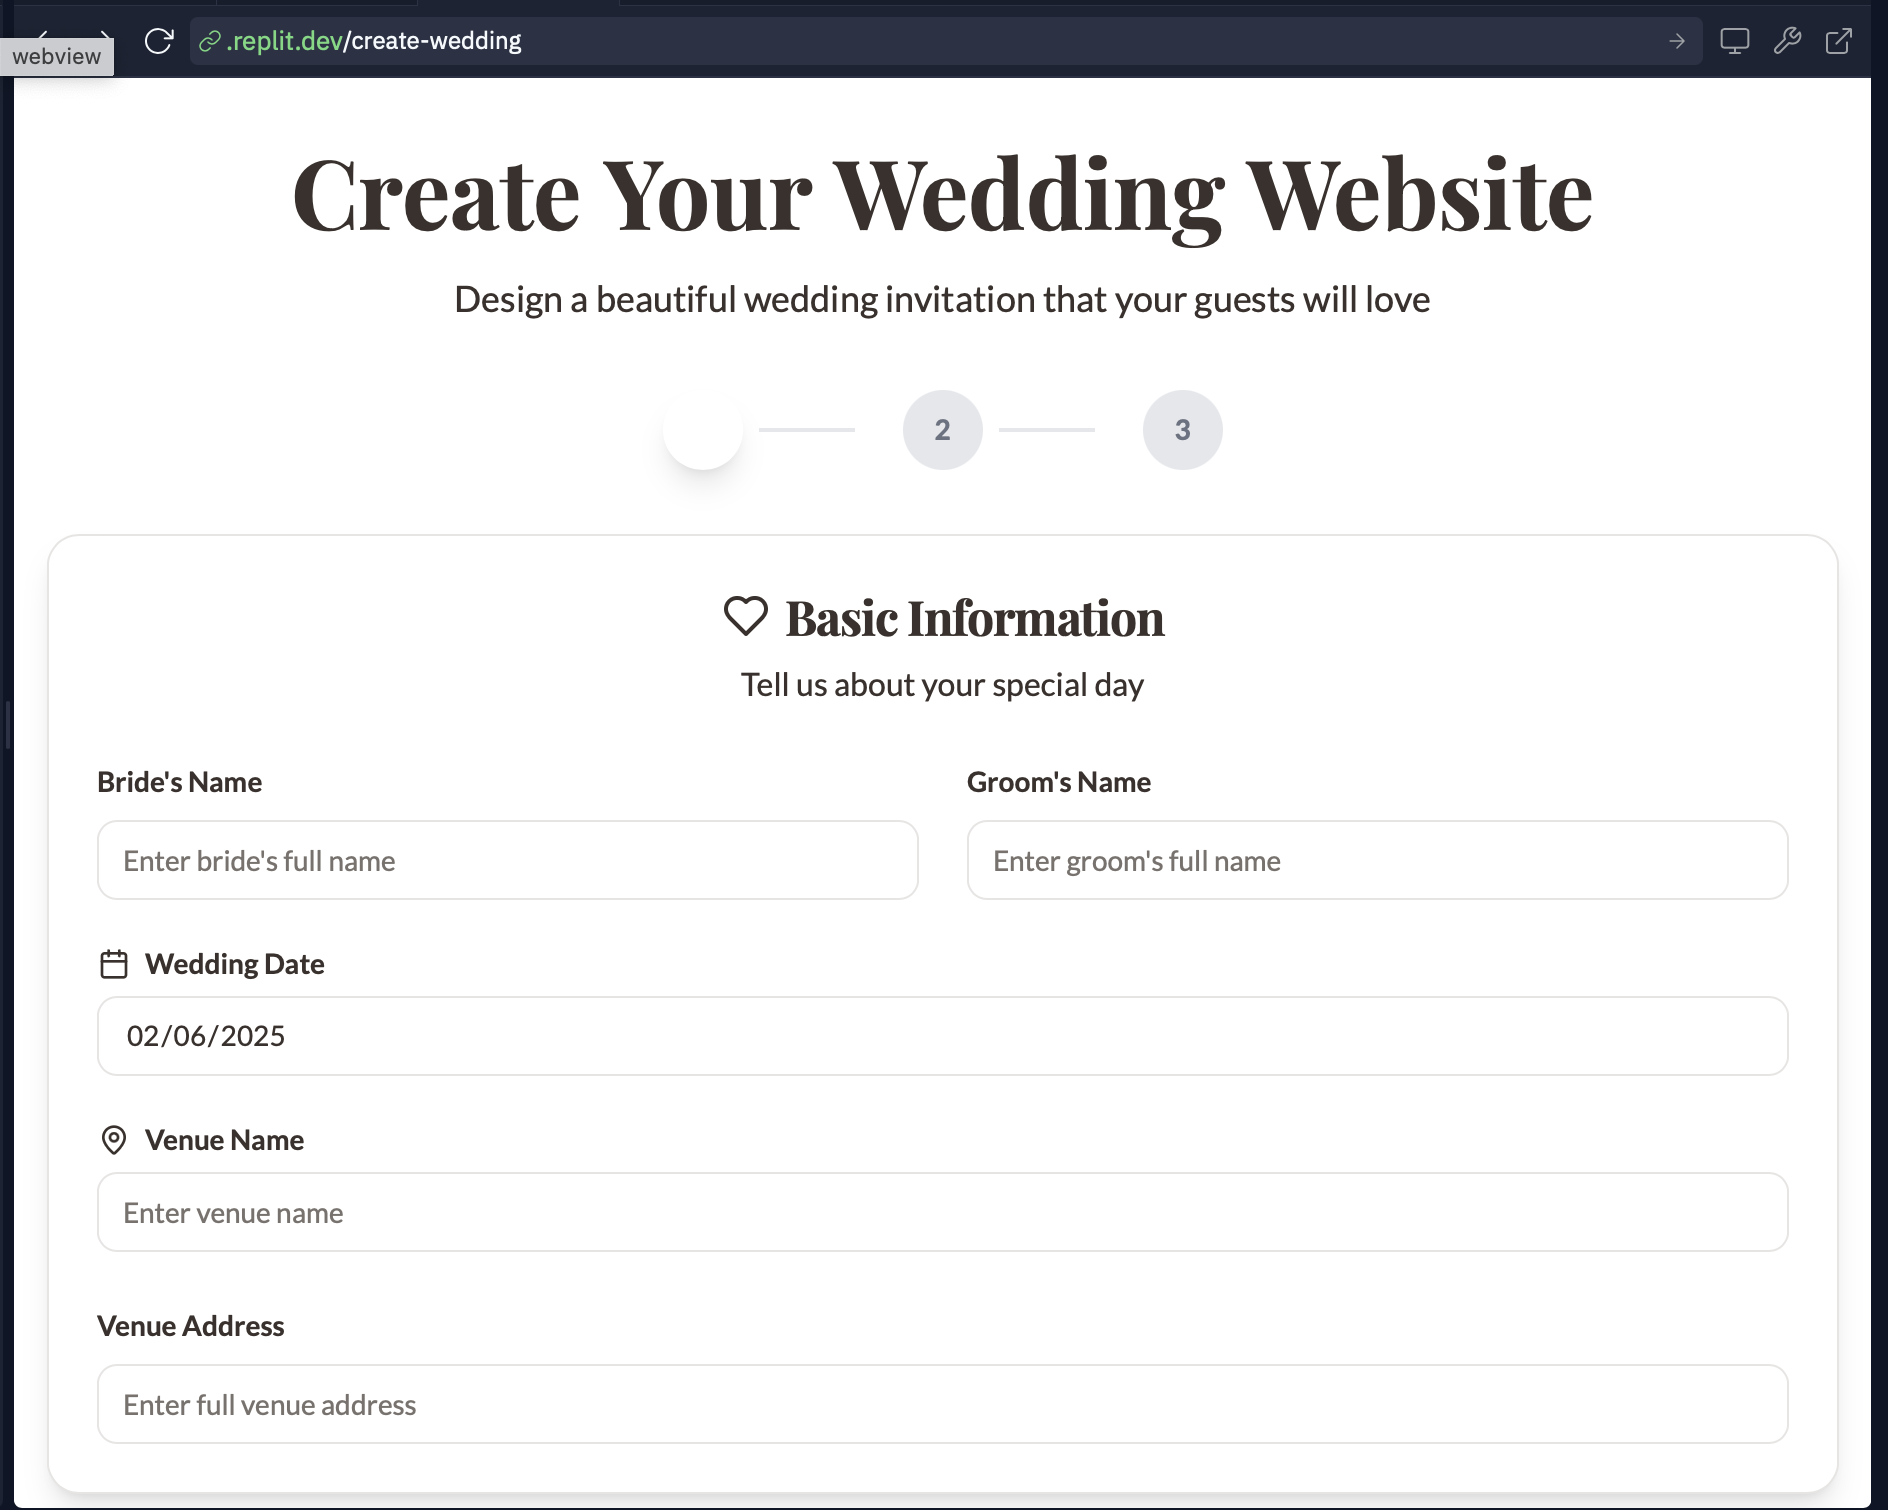 .replit.dev/create-wedding
webview
Create Your Wedding Website
Design a beautiful wedding invitation that your guests will love
2
3
Basic Information
Tell us about your special day
Bride's Name
Groom's Name
Enter bride's full name
Enter groom's full name
Wedding Date
02/06/2025
Venue Name
Enter venue name
Venue Address
Enter full venue address